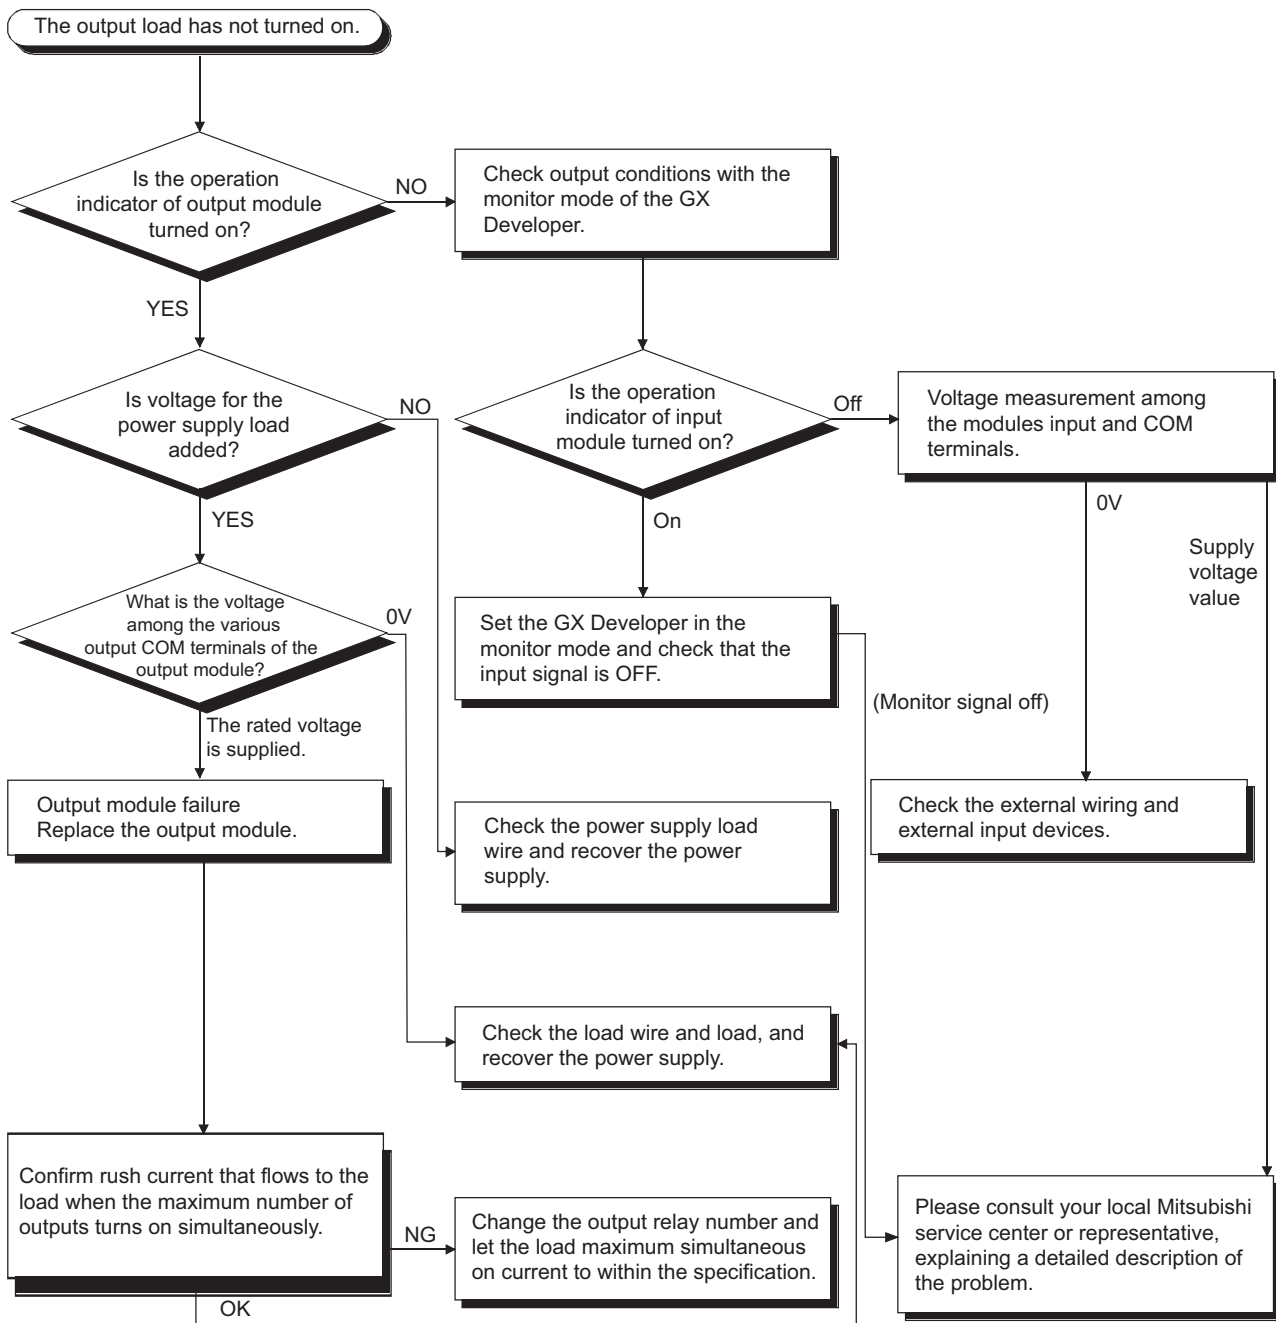 The output load has not turned on.
Is the operation
indicator of output module
turned on?
NO
Check output conditions with the
monitor mode of the GX
Developer.
YES
Is voltage for the
power supply load
added?
NO
Is the operation
indicator of input
module turned on?
Off
Voltage measurement among
the modules input and COM
terminals.
YES
On
0V
Supply
voltage
value
What is the voltage
among the various
output COM terminals of the
output module?
0V
Set the GX Developer in the
monitor mode and check that the
input signal is OFF.
(Monitor signal off)
The rated voltage
is supplied.
Output module failure
Replace the output module.
Check the power supply load
wire and recover the power
supply.
Check the external wiring and
external input devices.
Check the load wire and load, and
recover the power supply.
Confirm rush current that flows to the
load when the maximum number of
outputs turns on simultaneously.
NG
Change the output relay number and
let the load maximum simultaneous
on current to within the specification.
Please consult your local Mitsubishi
service center or representative,
explaining a detailed description of
the problem.
OK